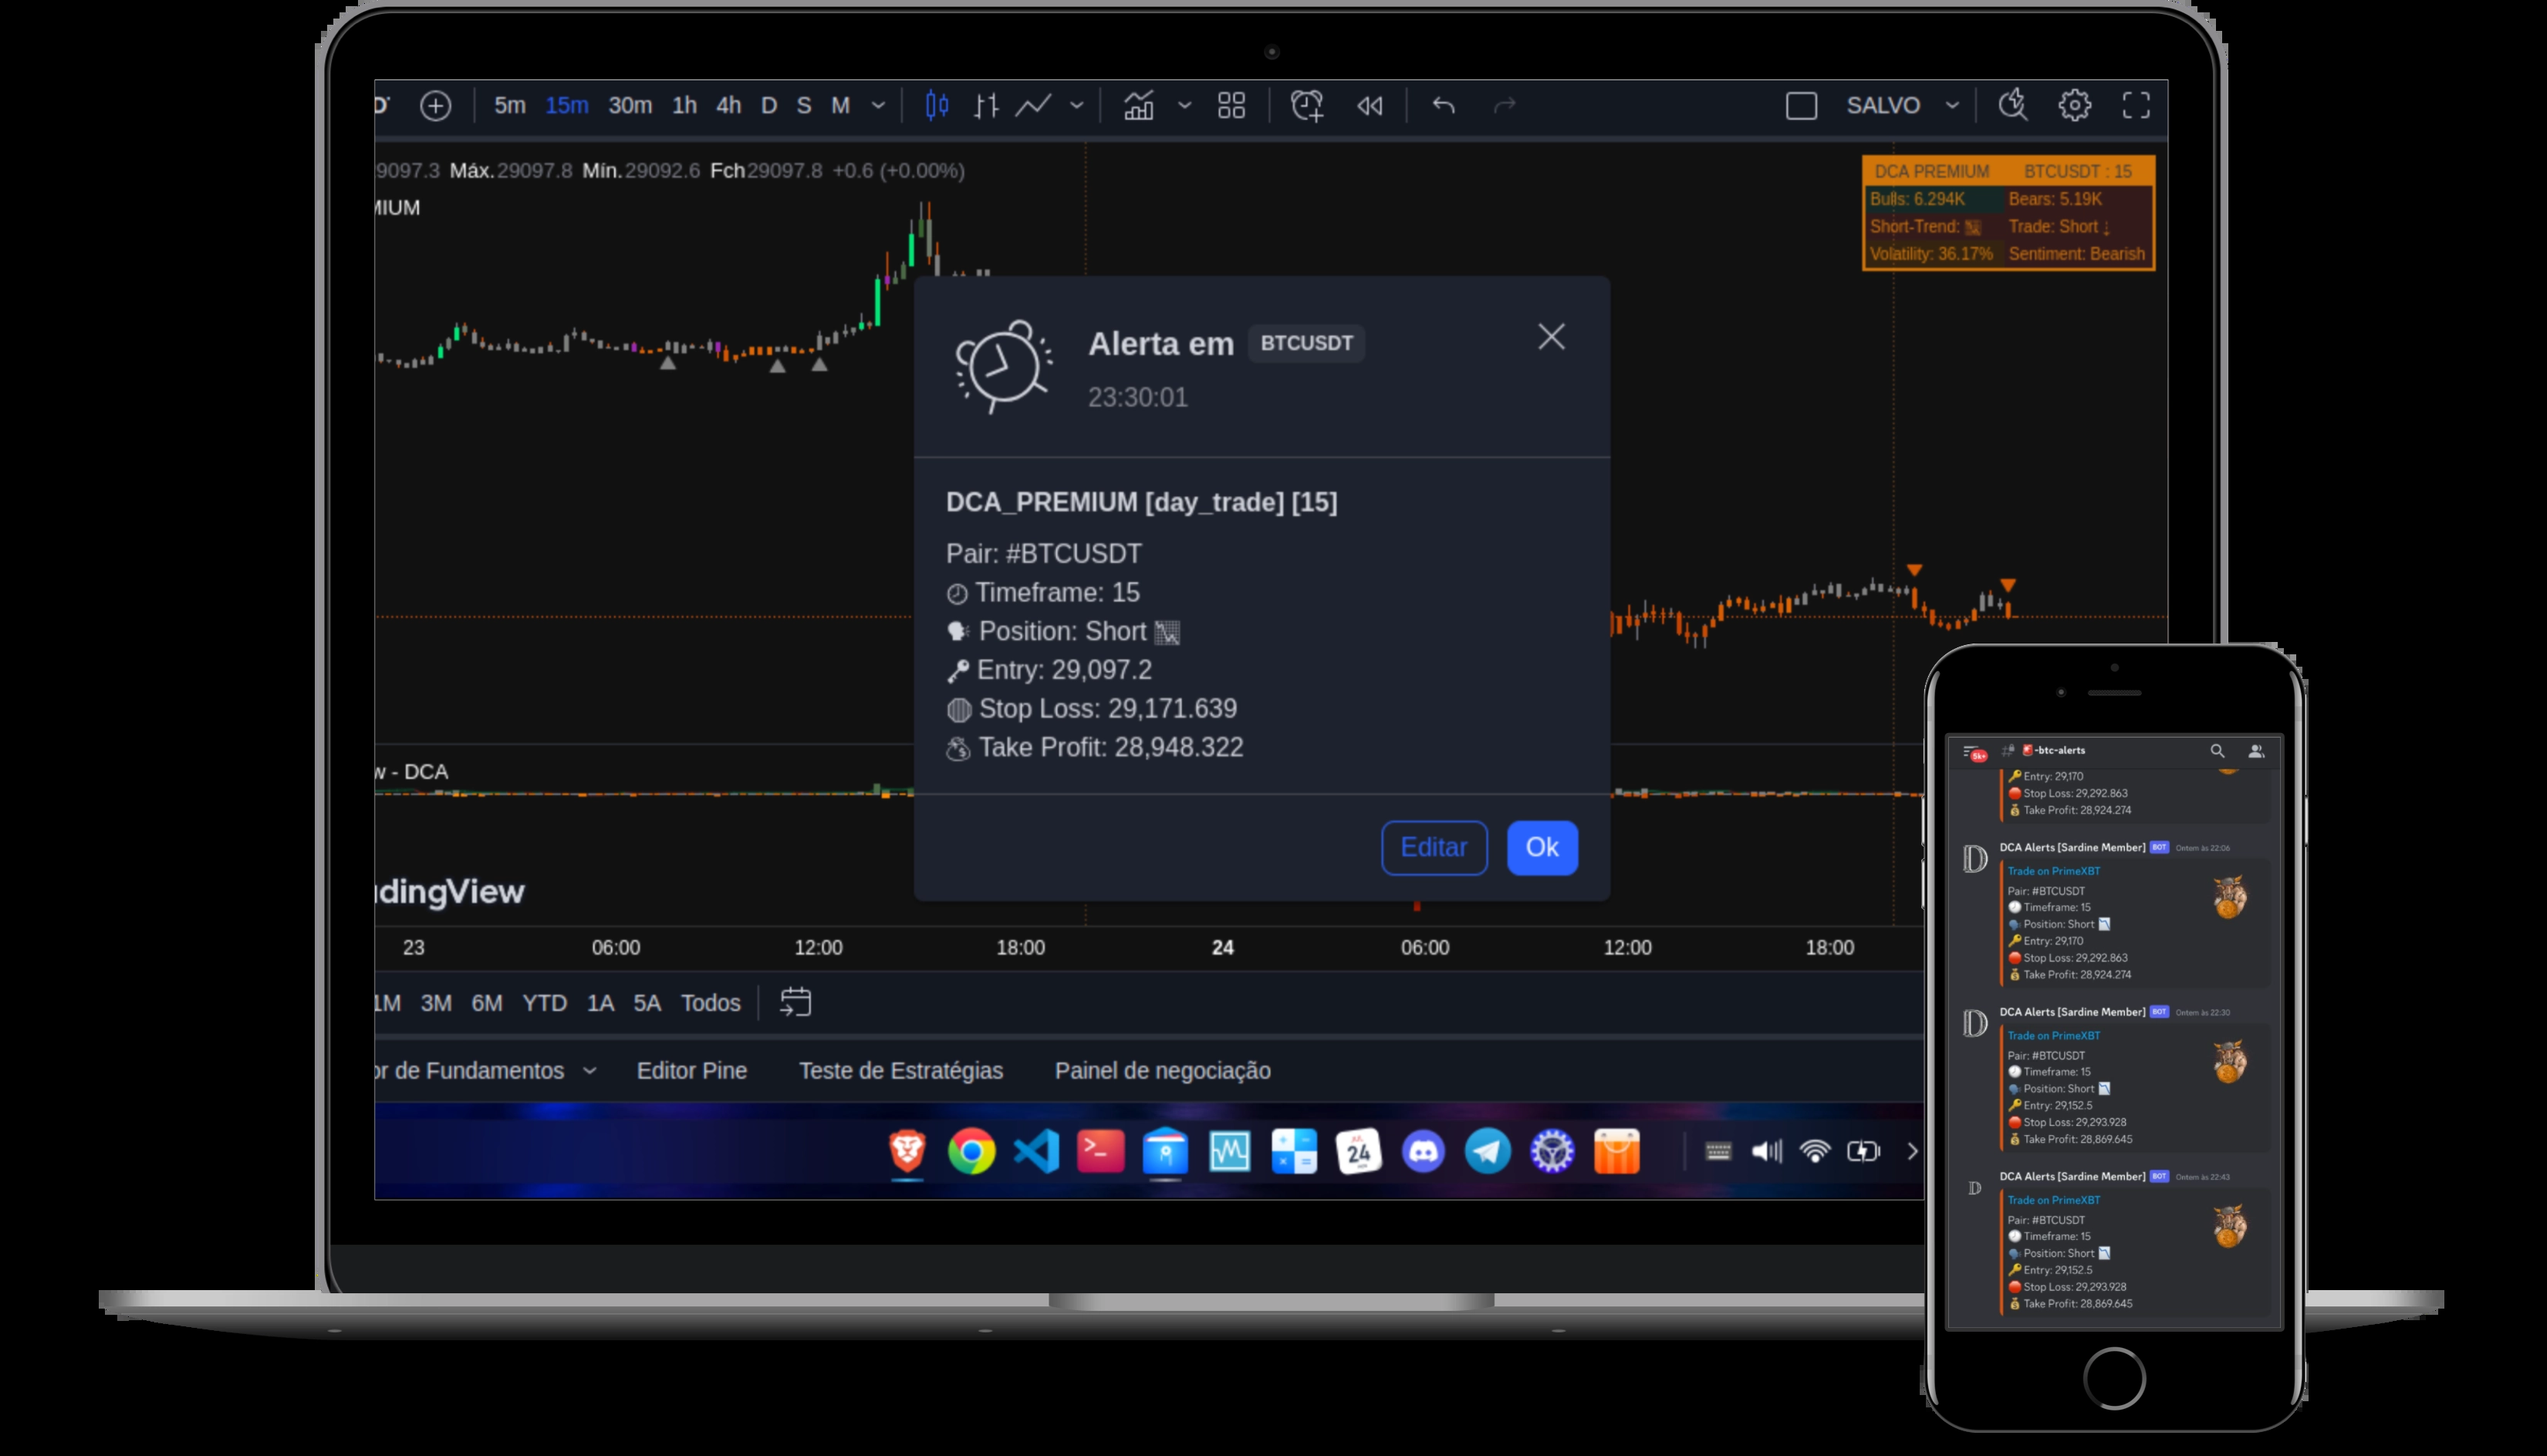 5m 15m 30m 1h 4h D S M SALVO
9097.3 Máx.29097.8 Mín.29092.6 Fch29097.8 +0.6 (+0.00%)
MIUM
DCA PREMIUM BTCUSDT : 15
Bulls: 6.294K Bears: 5.19K
Short-Trend: Trade: Short ↓
Volatility: 36.17% Sentiment: Bearish
Alerta em BTCUSDT
23:30:01
DCA_PREMIUM [day_trade] [15]
Pair: #BTCUSDT
Timeframe: 15
Position: Short
Entry: 29,097.2
Stop Loss: 29,171.639
Take Profit: 28,948.322
Editar Ok
w - DCA
dingView
23 06:00 12:00 18:00 24 06:00 12:00 18:00
1M 3M 6M YTD 1A 5A Todos
or de Fundamentos Editor Pine Teste de Estratégias Painel de negociação
24
5k+ -btc-alerts
Entry: 29,170
Stop Loss: 29,292.863
Take Profit: 28,924.274
DCA Alerts [Sardine Member] BOT Ontem às 22:06
Trade on PrimeXBT
Pair: #BTCUSDT
Timeframe: 15
Position: Short
Entry: 29,170
Stop Loss: 29,292.863
Take Profit: 28,924.274
DCA Alerts [Sardine Member] BOT Ontem às 22:30
Trade on PrimeXBT
Pair: #BTCUSDT
Timeframe: 15
Position: Short
Entry: 29,152.5
Stop Loss: 29,293.928
Take Profit: 28,869.645
DCA Alerts [Sardine Member] BOT Ontem às 22:43
Trade on PrimeXBT
Pair: #BTCUSDT
Timeframe: 15
Position: Short
Entry: 29,152.5
Stop Loss: 29,293.928
Take Profit: 28,869.645